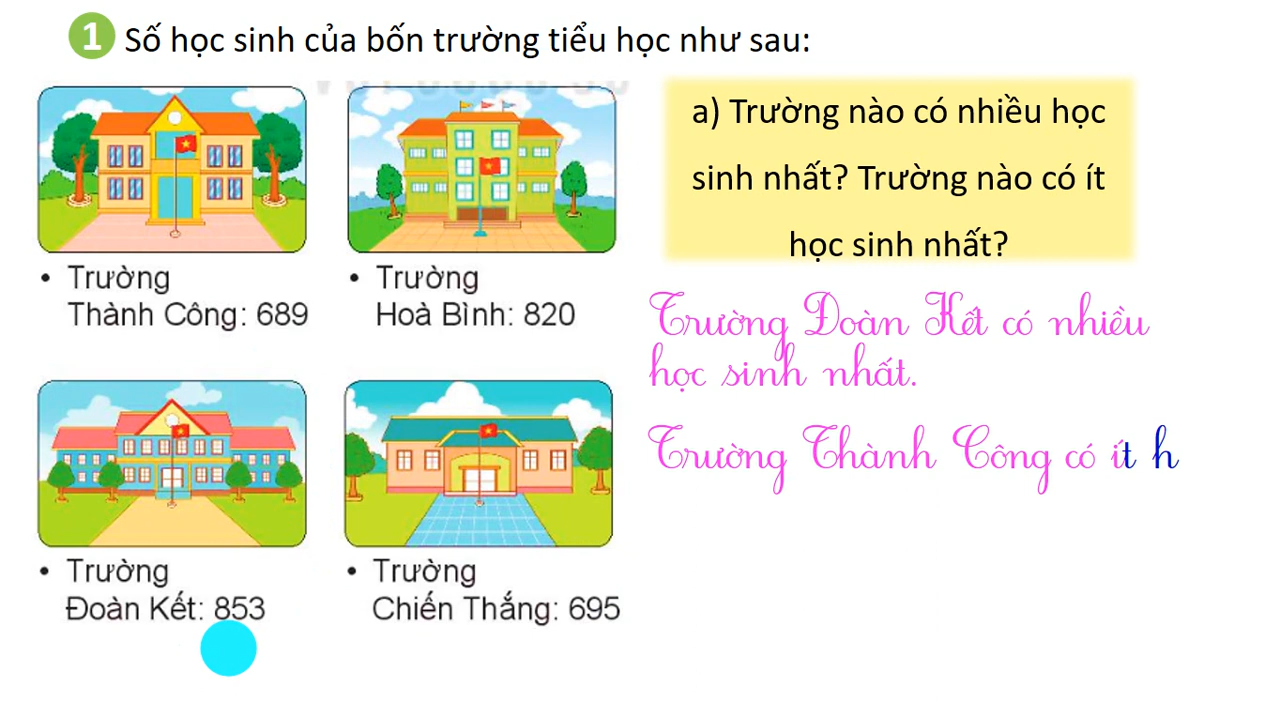 1 Số học sinh của bốn trường tiểu học như sau:
a) Trường nào có nhiều học
sinh nhất? Trường nào có ít
học sinh nhất?
• Trường
Thành Công: 689
• Trường
Hoà Bình: 820
• Trường
Đoàn Kết: 853
• Trường
Chiến Thắng: 695
Trường Đoàn Kết có nhiều
học sinh nhất.
Trường Thành Công có ít h